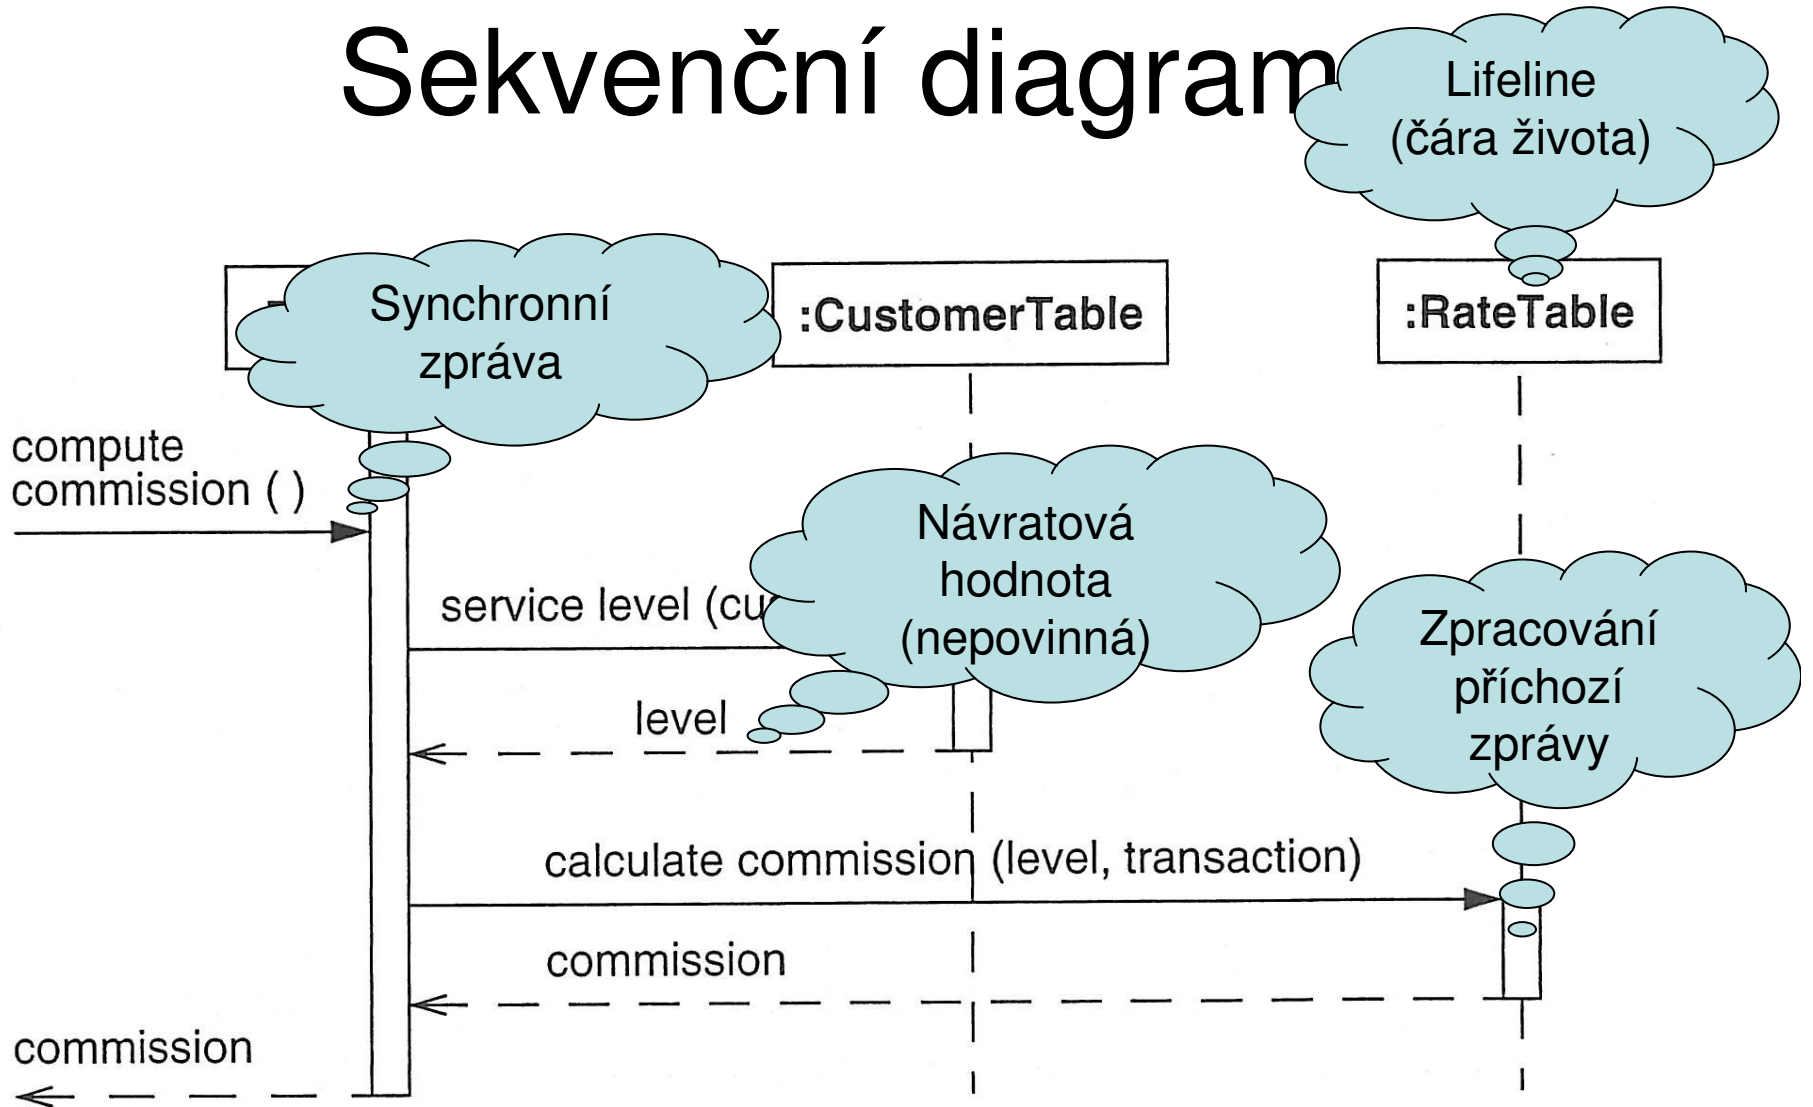 Sekvenční diagram
Lifeline
(čára života)
Synchronní
zpráva
:CustomerTable
:RateTable
compute
commission ( )
Návratová
hodnota
(nepovinná)
service level
Zpracování
příchozí
zprávy
level
calculate commission (level, transaction)
commission
commission